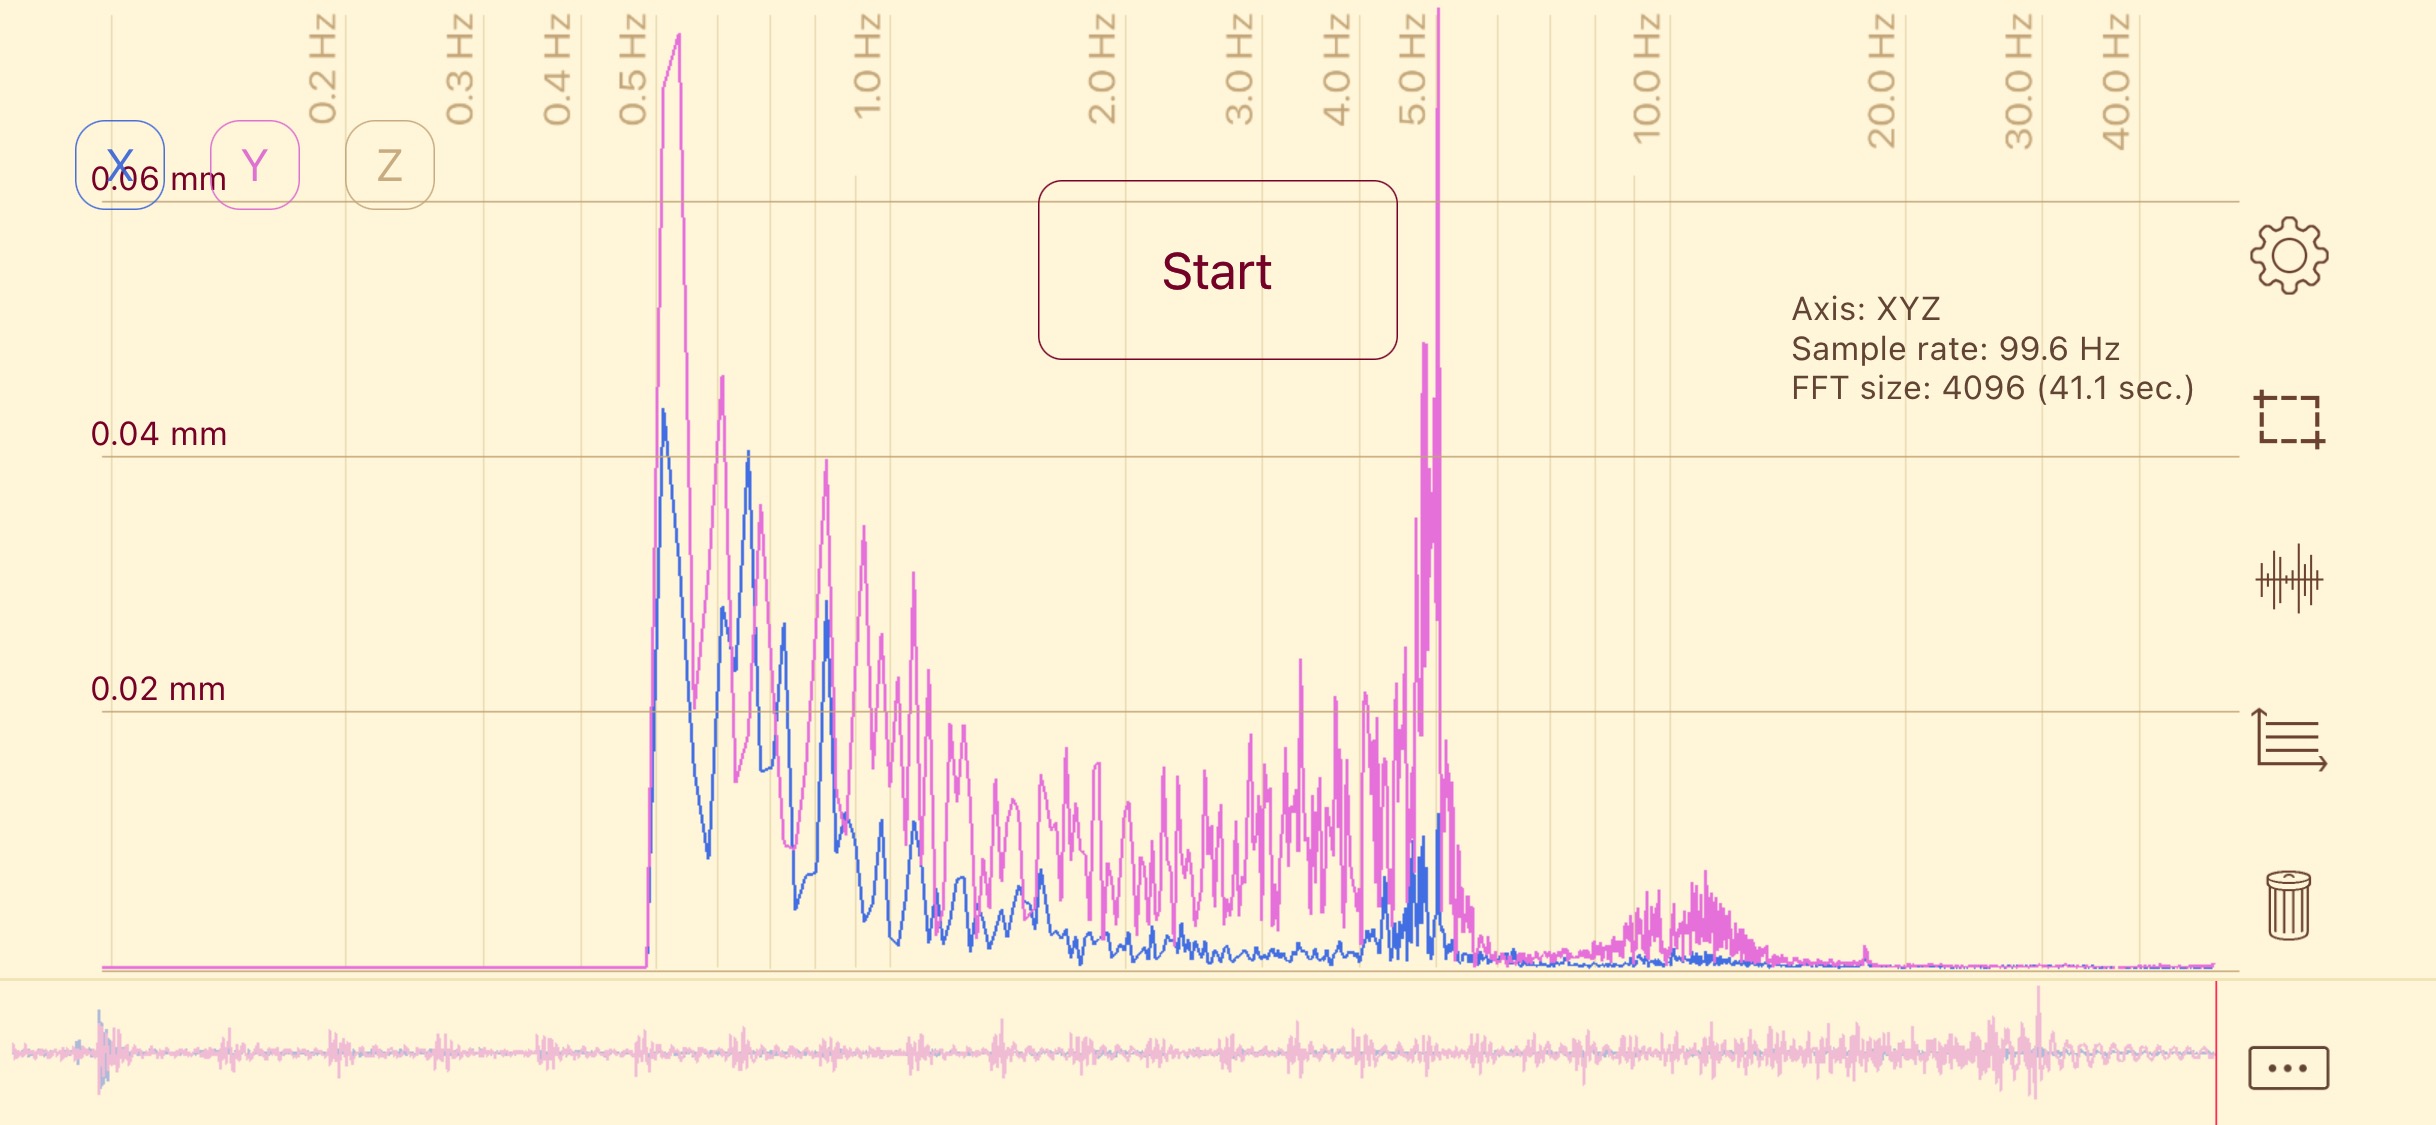 0.2 Hz
0.3 Hz
0.4 Hz
0.5 Hz
1.0 Hz
2.0 Hz
3.0 Hz
4.0 Hz
5.0 Hz
10.0 Hz
20.0 Hz
30.0 Hz
40.0 Hz
X
Y
Z
0.06 mm
Start
Axis: XYZ
Sample rate: 99.6 Hz
FFT size: 4096 (41.1 sec.)
0.04 mm
0.02 mm